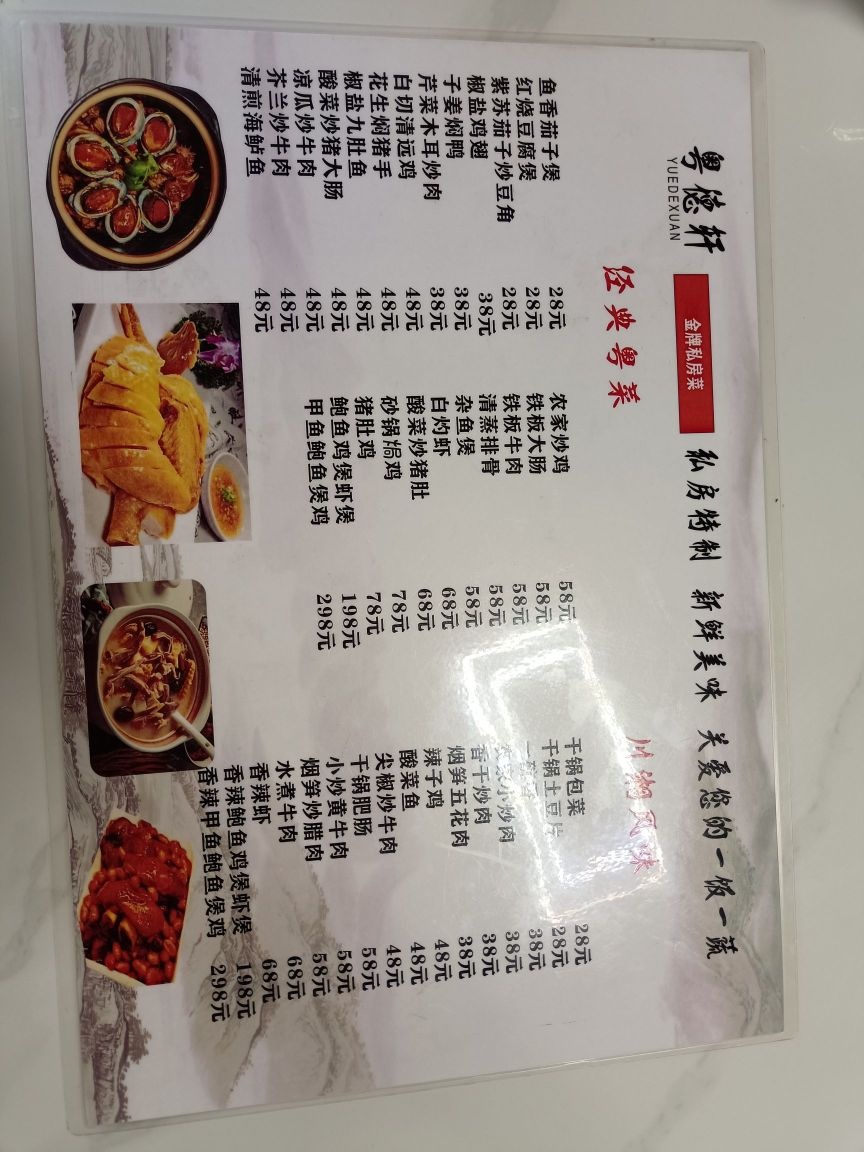 粤德轩
YUEDEXUAN
金牌私房菜
私房特制 新鲜美味 关爱您的一饭一蔬
经典粤菜
鱼香茄子煲 28元
红烧豆腐煲 28元
紫苏茄子炒豆角 28元
椒盐鸡翅 38元
子姜焖鸭 38元
芹菜木耳炒肉 38元
白切清远鸡 48元
花生焖猪手 48元
椒盐九肚鱼 48元
酸菜炒猪大肠 48元
凉瓜炒牛肉 48元
芥兰炒牛肉 48元
清煎海鲈鱼 48元
农家炒鸡 58元
铁板大肠 58元
铁板牛肉 58元
清蒸排骨 58元
杂鱼煲 58元
白灼虾 68元
酸菜炒猪肚 68元
砂锅焗鸡 78元
猪肚鸡 78元
鲍鱼鸡煲虾煲 198元
甲鱼鲍鱼煲鸡 298元
川湘风味
干锅包菜 28元
干锅土豆片 28元
38元
农家小炒肉 38元
香干炒肉 38元
烟笋五花肉 38元
辣子鸡 48元
酸菜鱼 48元
尖椒炒牛肉 48元
干锅肥肠 58元
小炒黄牛肉 58元
烟笋炒腊肉 58元
水煮牛肉 68元
香辣虾 68元
香辣鲍鱼鸡煲虾煲 198元
香辣甲鱼鲍鱼煲鸡 298元